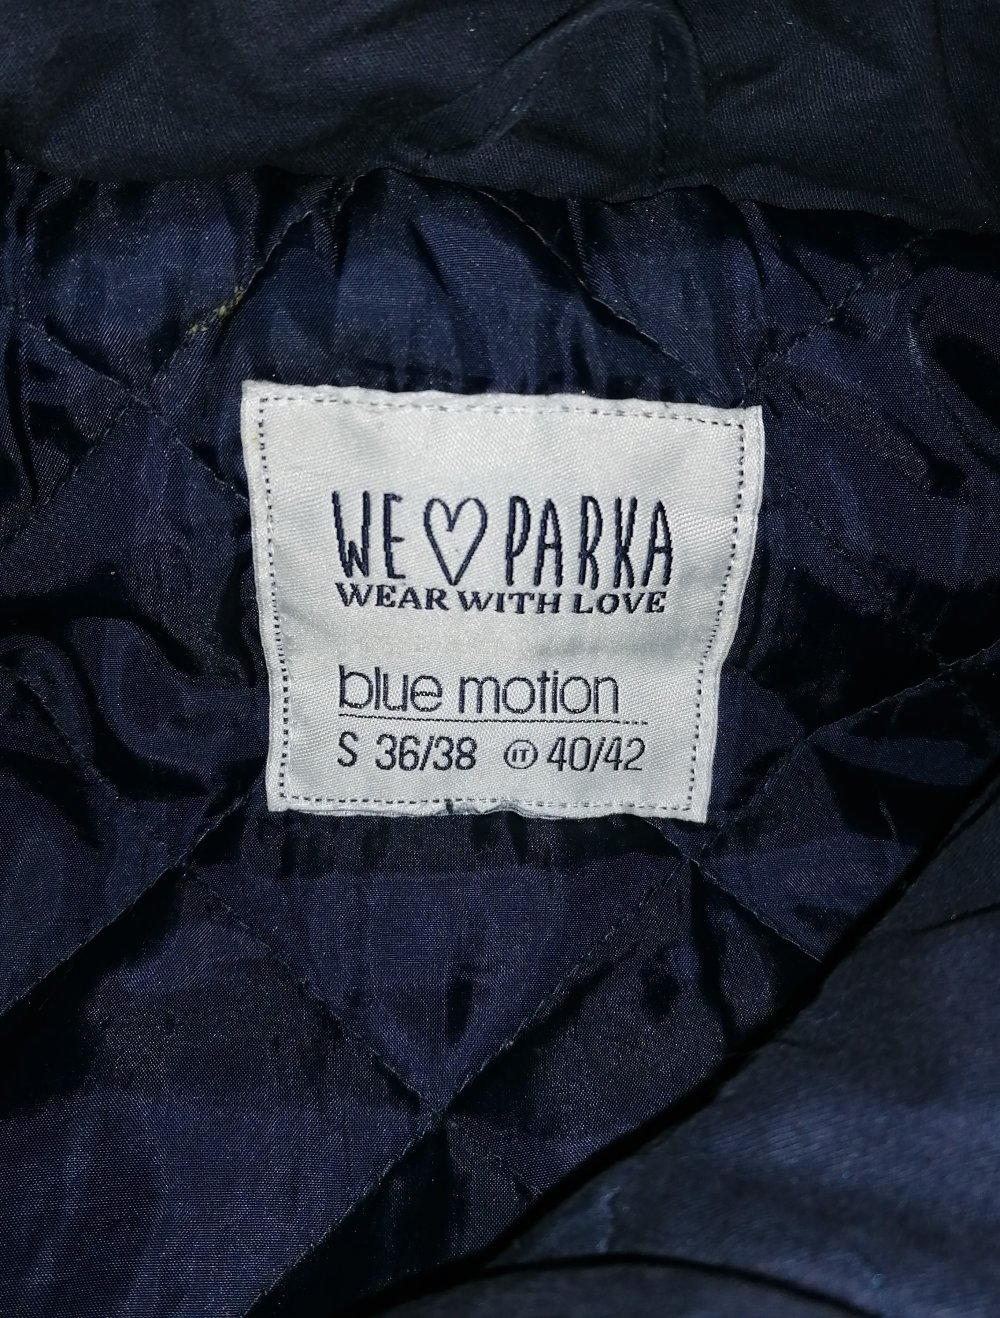 WE ♡ PARKA
WEAR WITH LOVE
blue motion
S 36/38 IT 40/42